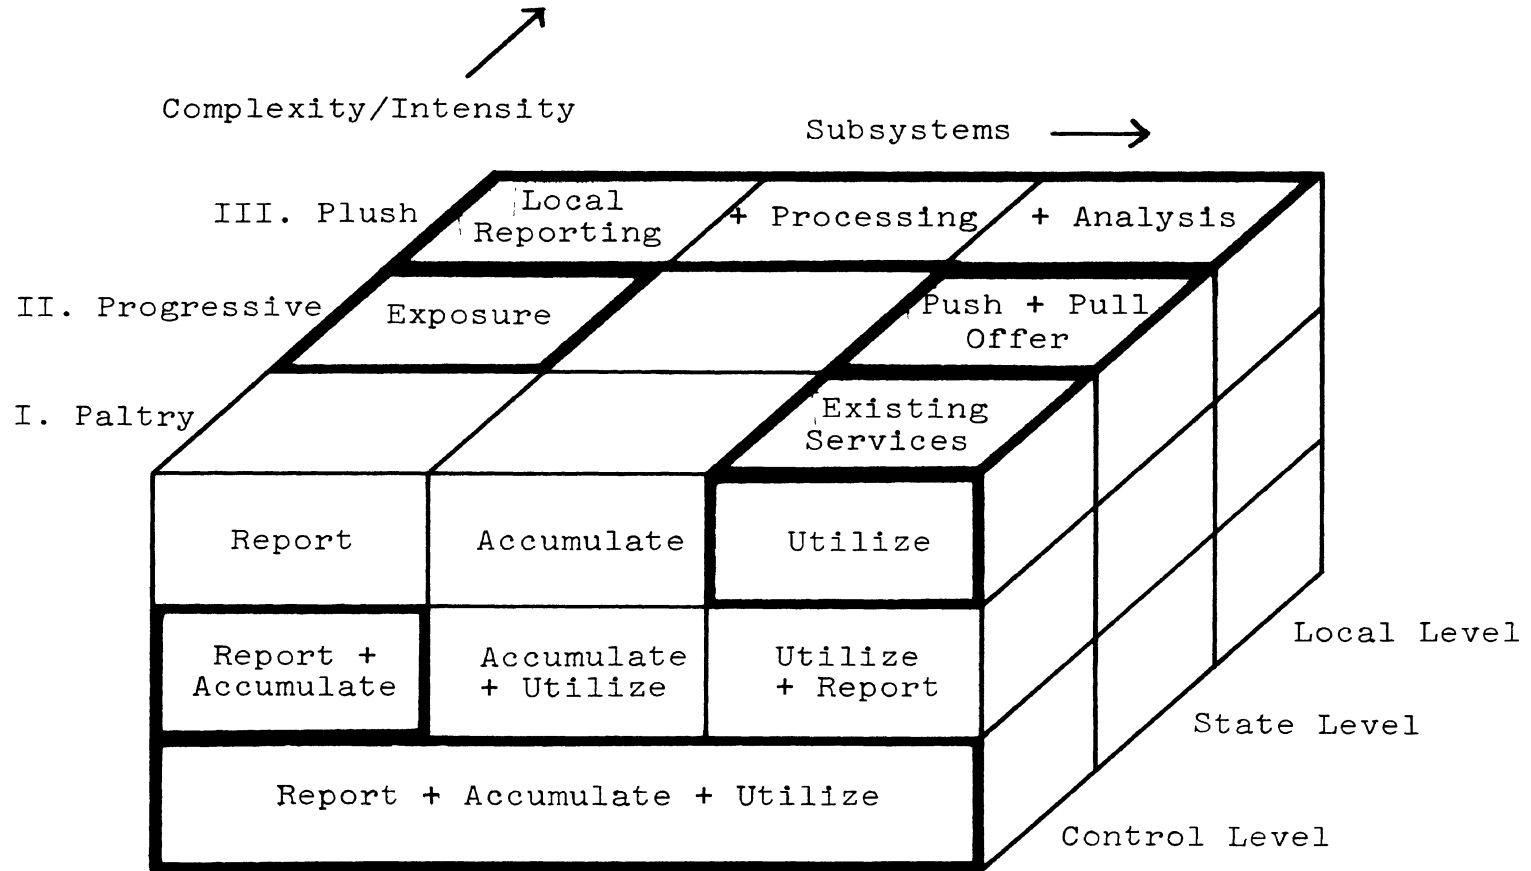 Complexity/Intensity
Subsystems
III. Plush
Local
Reporting
+ Processing
+ Analysis
II. Progressive
Exposure
Push + Pull
Offer
I. Paltry
Existing
Services
Report
Accumulate
Utilize
Report +
Accumulate
Accumulate
+ Utilize
Utilize
+ Report
Report + Accumulate + Utilize
Local Level
State Level
Control Level